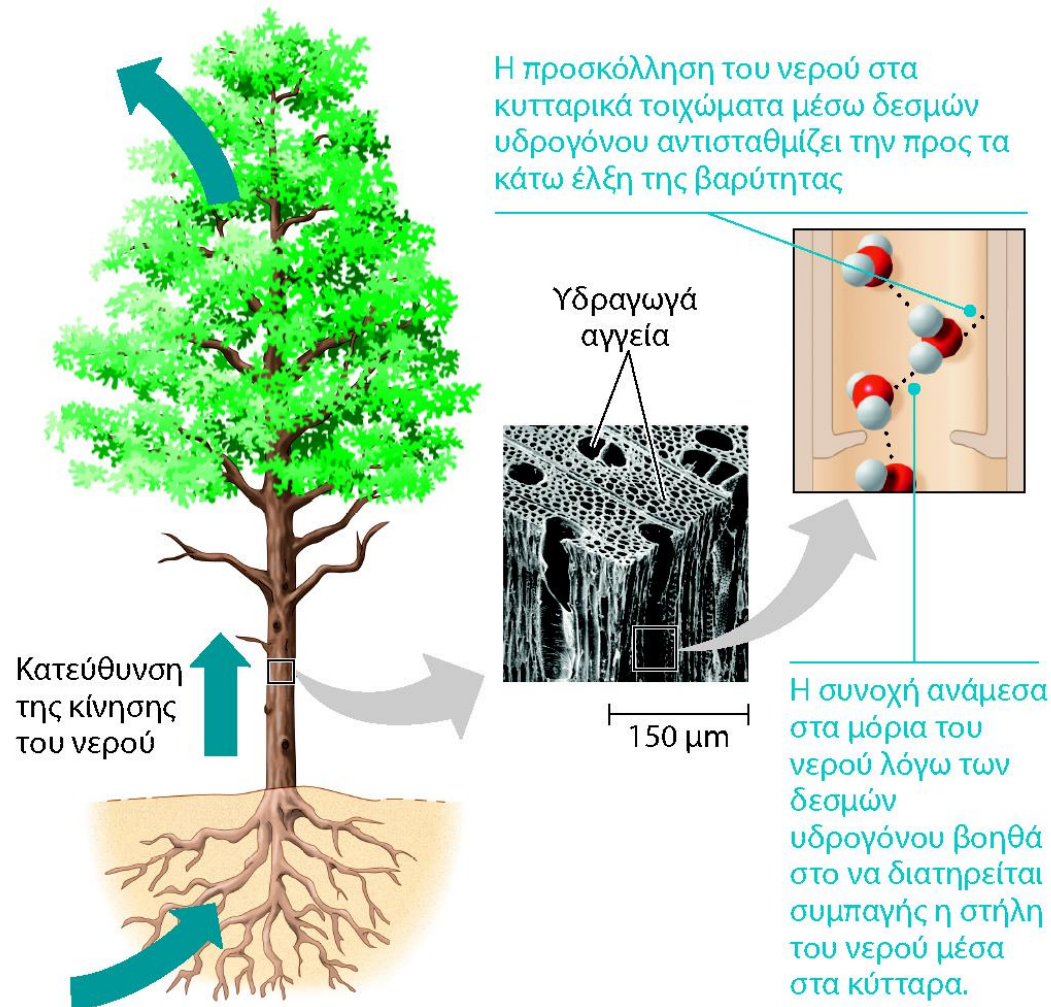 Η προσκόλληση του νερού στα
κυτταρικά τοιχώματα μέσω δεσμών
υδρογόνου αντισταθμίζει την προς τα
κάτω έλξη της βαρύτητας
Υδραγωγά
αγγεία
Κατεύθυνση
της κίνησης
του νερού
150 μm
Η συνοχή ανάμεσα
στα μόρια του
νερού λόγω των
δεσμών
υδρογόνου βοηθά
στο να διατηρείται
συμπαγής η στήλη
του νερού μέσα
στα κύτταρα.